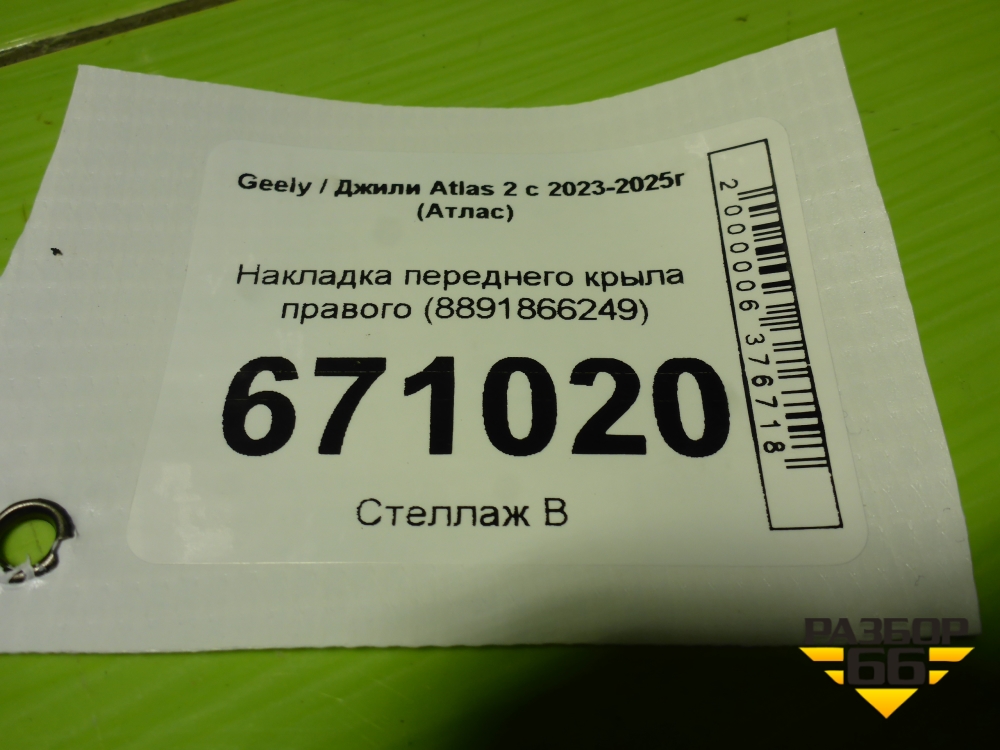 Geely / Джили Atlas 2 с 2023-2025г
(Атлас)
Накладка переднего крыла
правого (8891866249)
671020
Стеллаж В
2000006376718
РАЗБОР
66